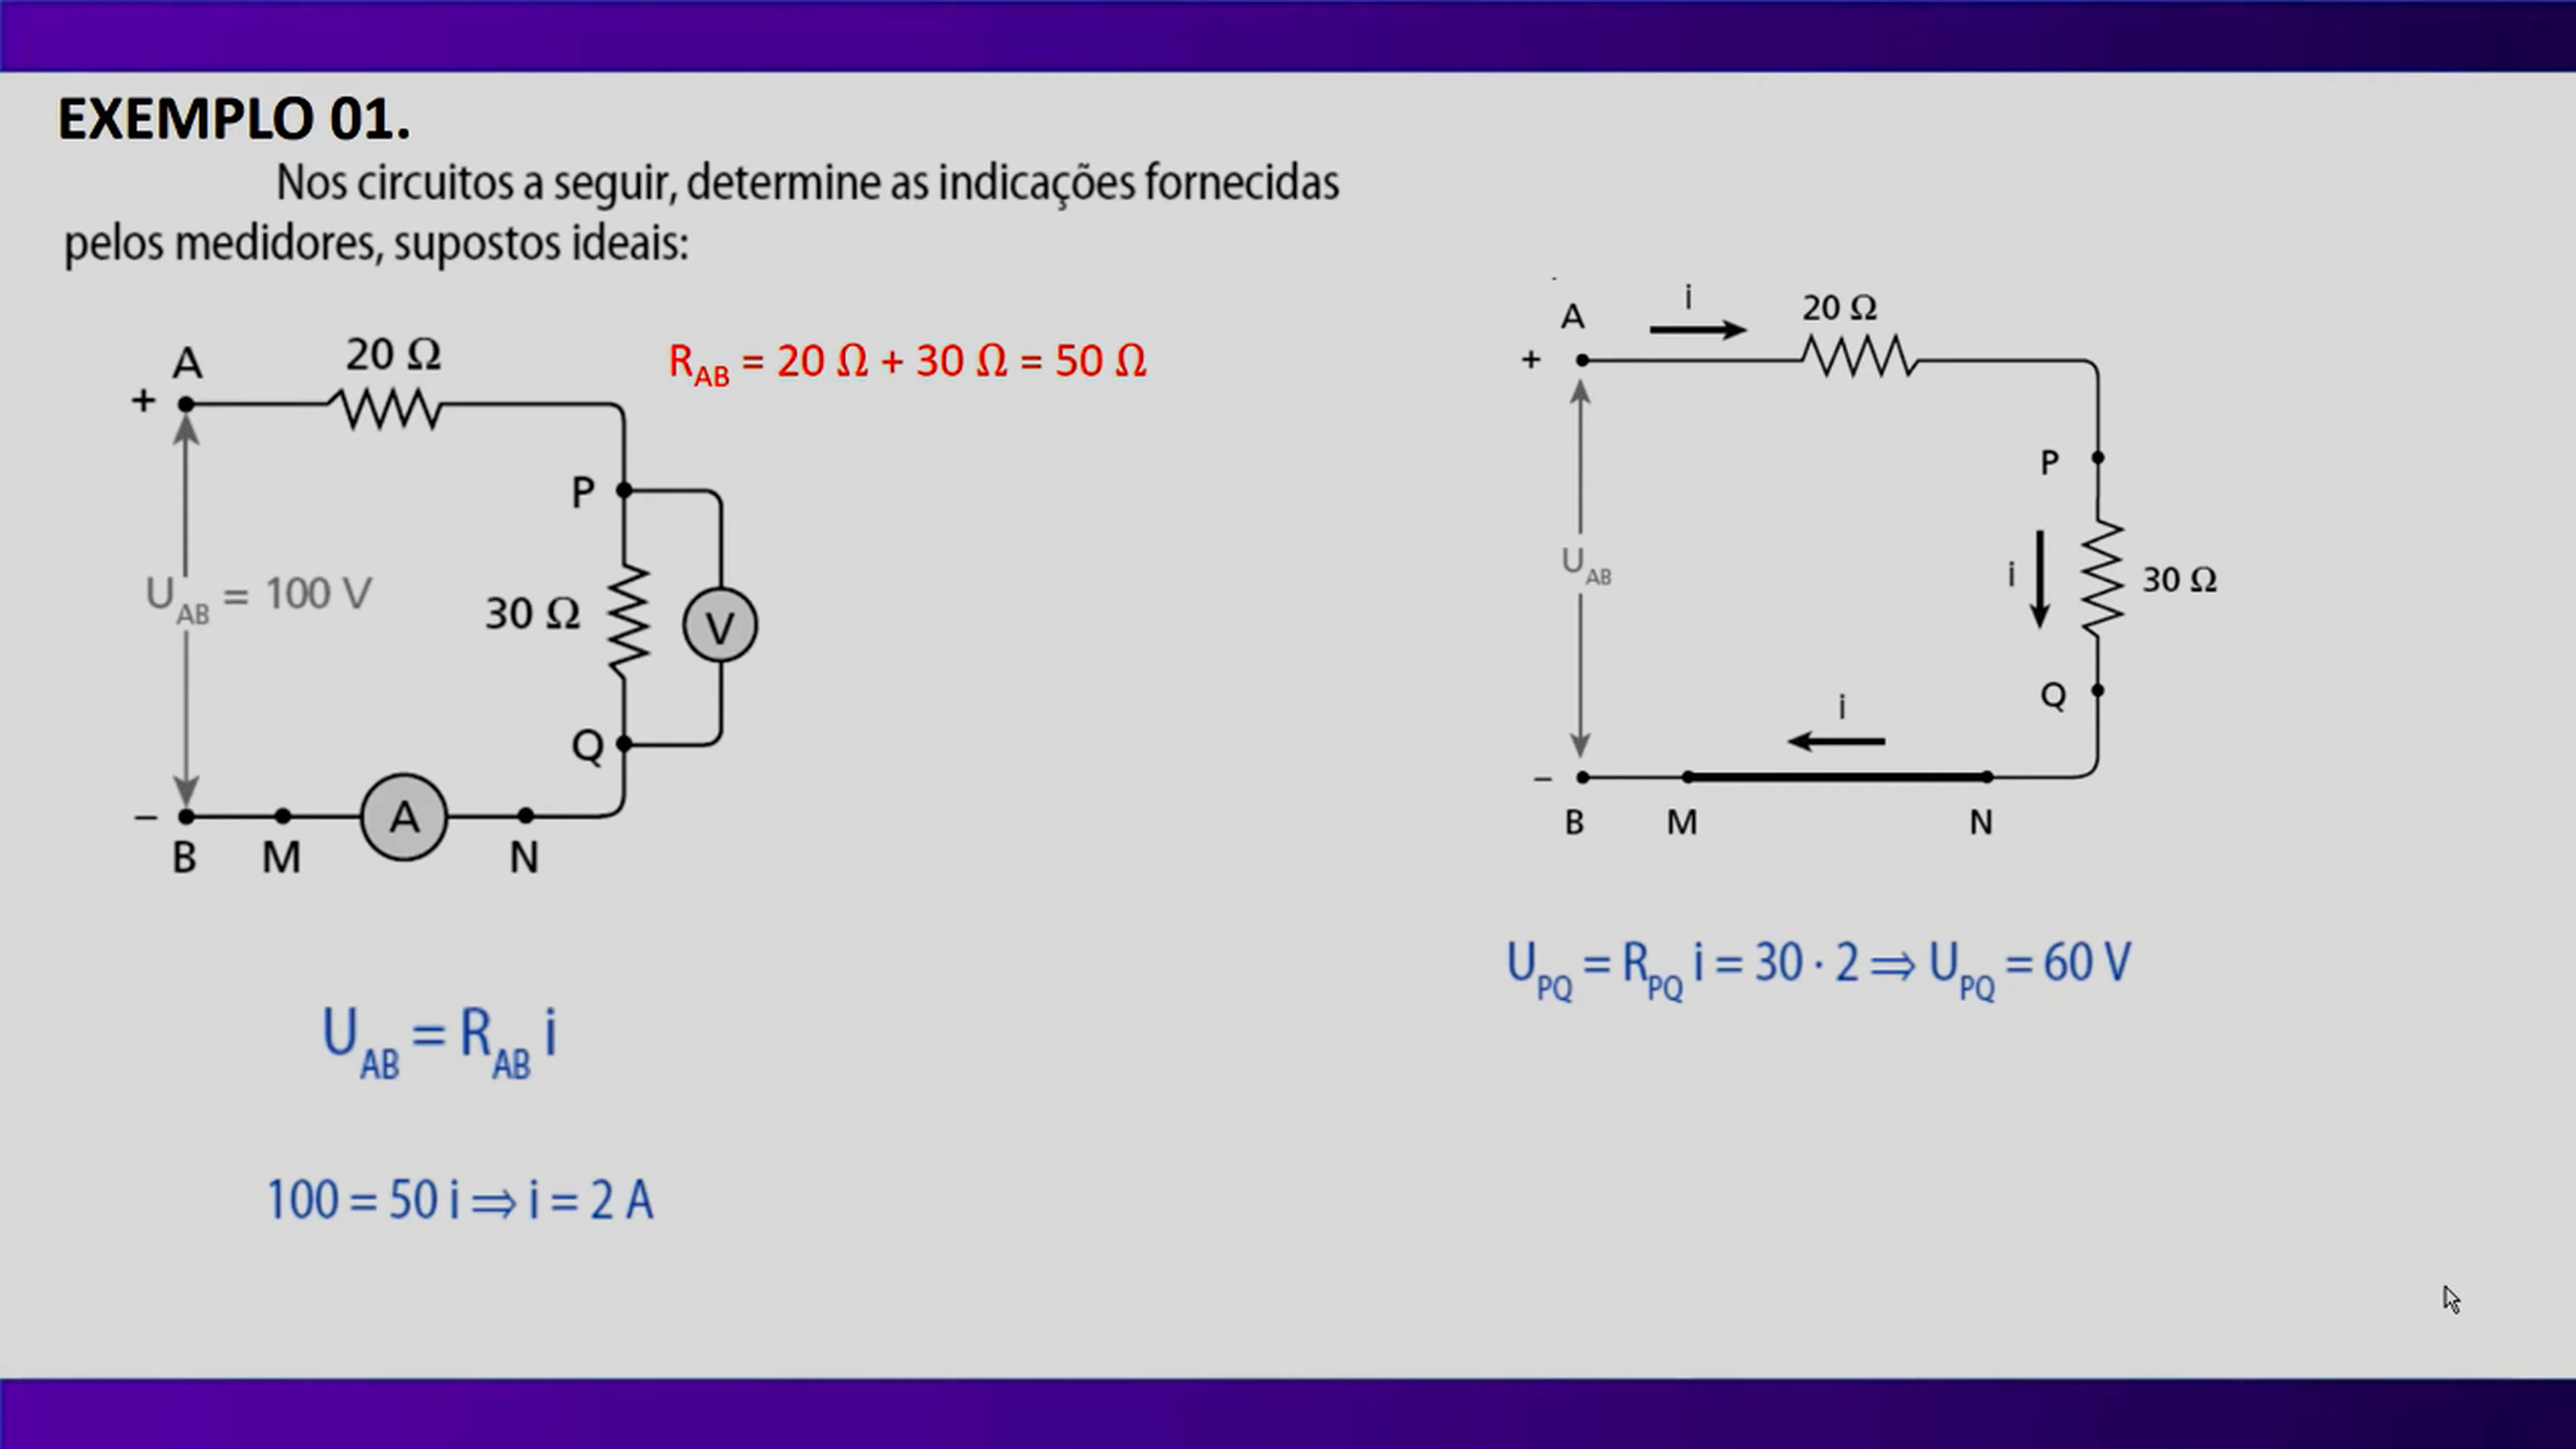 EXEMPLO 01.
Nos circuitos a seguir, determine as indicações fornecidas
pelos medidores, supostos ideais:
A
20 Ω
+
R_AB = 20 Ω + 30 Ω = 50 Ω
P
U_AB = 100 V
30 Ω
V
Q
–
A
B
M
N
U_AB = R_AB i
100 = 50 i ⇒ i = 2 A
A
i
20 Ω
+
P
U_AB
i
30 Ω
Q
i
–
B
M
N
U_PQ = R_PQ i = 30 · 2 ⇒ U_PQ = 60 V